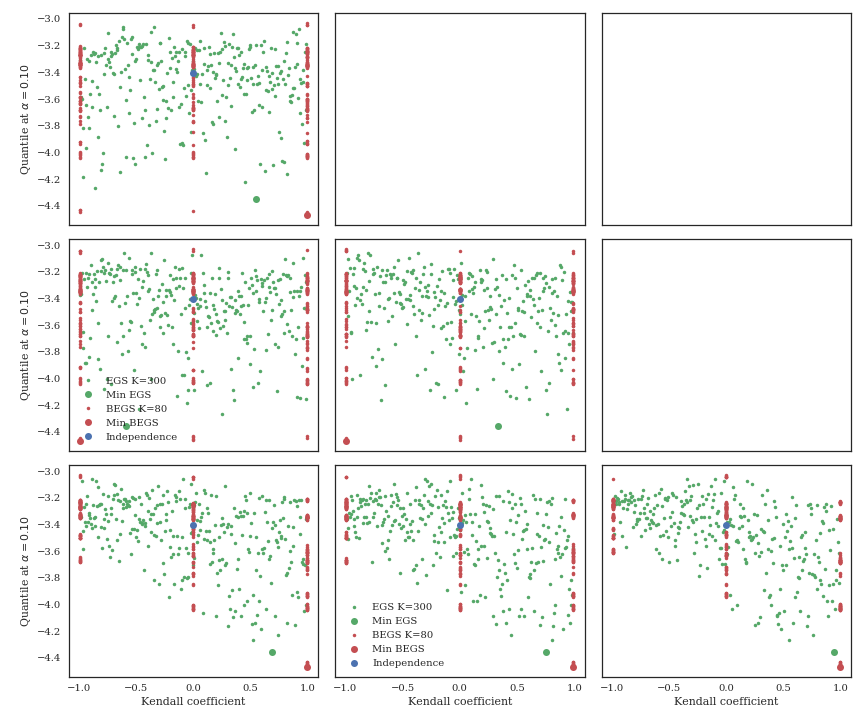 −3.0
−3.2
−3.4
−3.6
−3.8
−4.0
−4.2
−4.4
Quantile at α = 0.10
−3.0
−3.2
−3.4
−3.6
−3.8
−4.0
−4.2
−4.4
Quantile at α = 0.10
EGS K=300
Min EGS
BEGS K=80
Min BEGS
Independence
−3.0
−3.2
−3.4
−3.6
−3.8
−4.0
−4.2
−4.4
Quantile at α = 0.10
EGS K=300
Min EGS
BEGS K=80
Min BEGS
Independence
−1.0 −0.5 0.0 0.5 1.0
−1.0 −0.5 0.0 0.5 1.0
−1.0 −0.5 0.0 0.5 1.0
Kendall coefficient
Kendall coefficient
Kendall coefficient